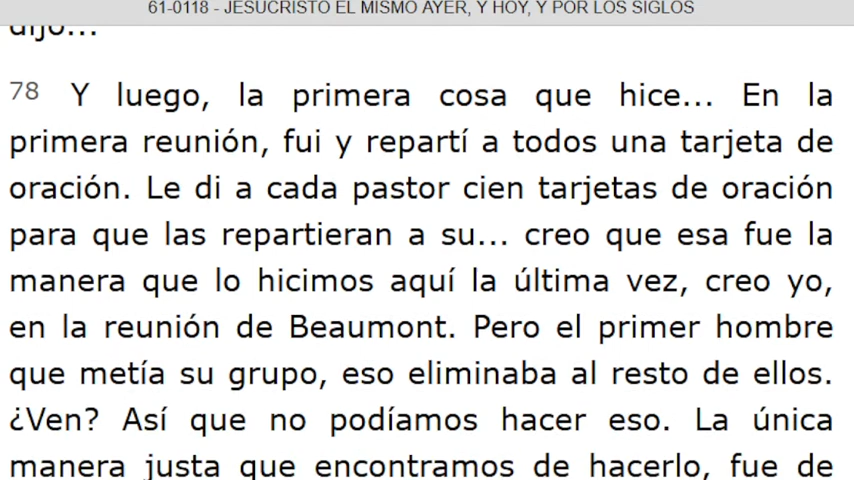 61-0118 - JESUCRISTO EL MISMO AYER, Y HOY, Y POR LOS SIGLOS
dijo...
78 Y luego, la primera cosa que hice... En la
primera reunión, fui y repartí a todos una tarjeta de
oración. Le di a cada pastor cien tarjetas de oración
para que las repartieran a su... creo que esa fue la
manera que lo hicimos aquí la última vez, creo yo,
en la reunión de Beaumont. Pero el primer hombre
que metía su grupo, eso eliminaba al resto de ellos.
¿Ven? Así que no podíamos hacer eso. La única
manera justa que encontramos de hacerlo, fue de